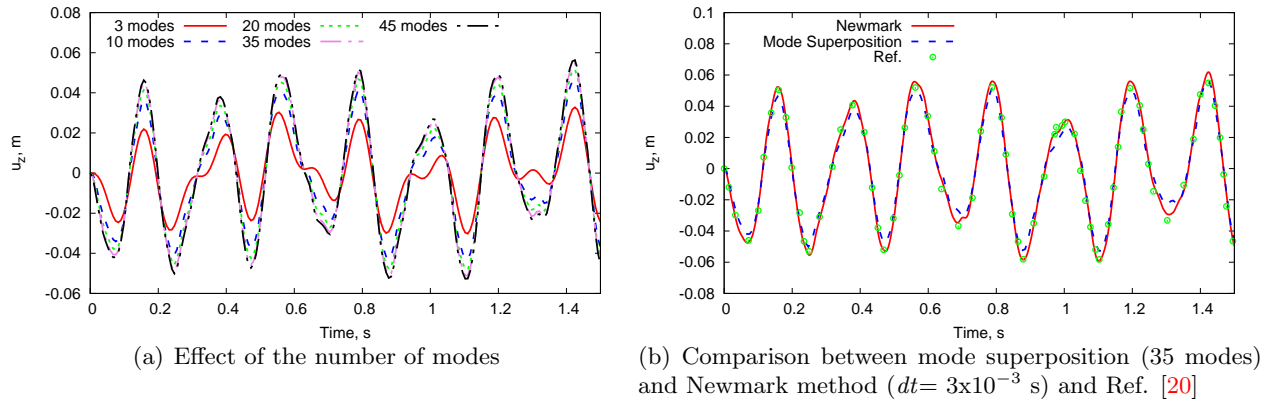 3 modes
10 modes
20 modes
35 modes
45 modes
0.08
0.06
0.04
0.02
0
-0.02
-0.04
-0.06
u_z, m
0 0.2 0.4 0.6 0.8 1 1.2 1.4
Time, s
(a) Effect of the number of modes
Newmark
Mode Superposition
Ref.
0.1
0.08
0.06
0.04
0.02
0
-0.02
-0.04
-0.06
-0.08
u_z, m
0 0.2 0.4 0.6 0.8 1 1.2 1.4
Time, s
(b) Comparison between mode superposition (35 modes)
and Newmark method (dt= 3x10⁻³ s) and Ref. [20]